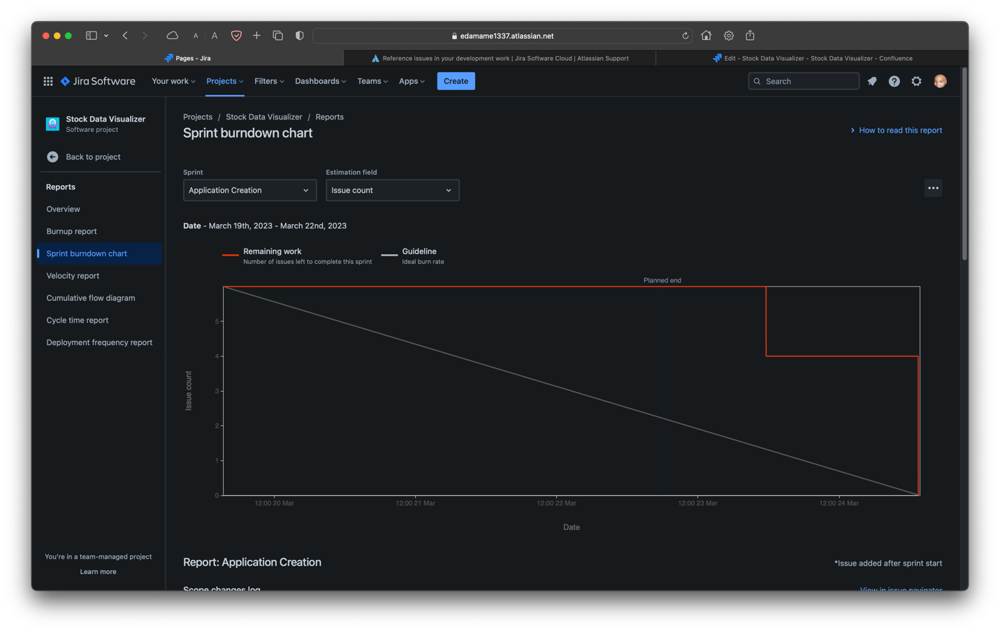 A A + edamame1337.atlassian.net
Pages - Jira
Reference issues in your development work | Jira Software Cloud | Atlassian Support
Edit - Stock Data Visualizer - Stock Data Visualizer - Confluence
Jira Software Your work Projects Filters Dashboards Teams Apps Create Search
Stock Data Visualizer
Software project
Back to project
Reports
Overview
Burnup report
Sprint burndown chart
Velocity report
Cumulative flow diagram
Cycle time report
Deployment frequency report
You're in a team-managed project
Learn more
Projects / Stock Data Visualizer / Reports
Sprint burndown chart
How to read this report
Sprint
Application Creation
Estimation field
Issue count
Date - March 19th, 2023 - March 22nd, 2023
Remaining work
Number of issues left to complete this sprint
Guideline
Ideal burn rate
Planned end
5
4
3
2
1
0
Issue count
12:00 20 Mar 12:00 21 Mar 12:00 22 Mar 12:00 23 Mar 12:00 24 Mar
Date
Report: Application Creation
*Issue added after sprint start
Scope changes log
View in issue navigator